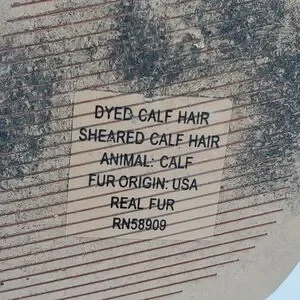 DYED CALF HAIR
SHEARED CALF HAIR
ANIMAL: CALF
FUR ORIGIN: USA
REAL FUR
RN58909